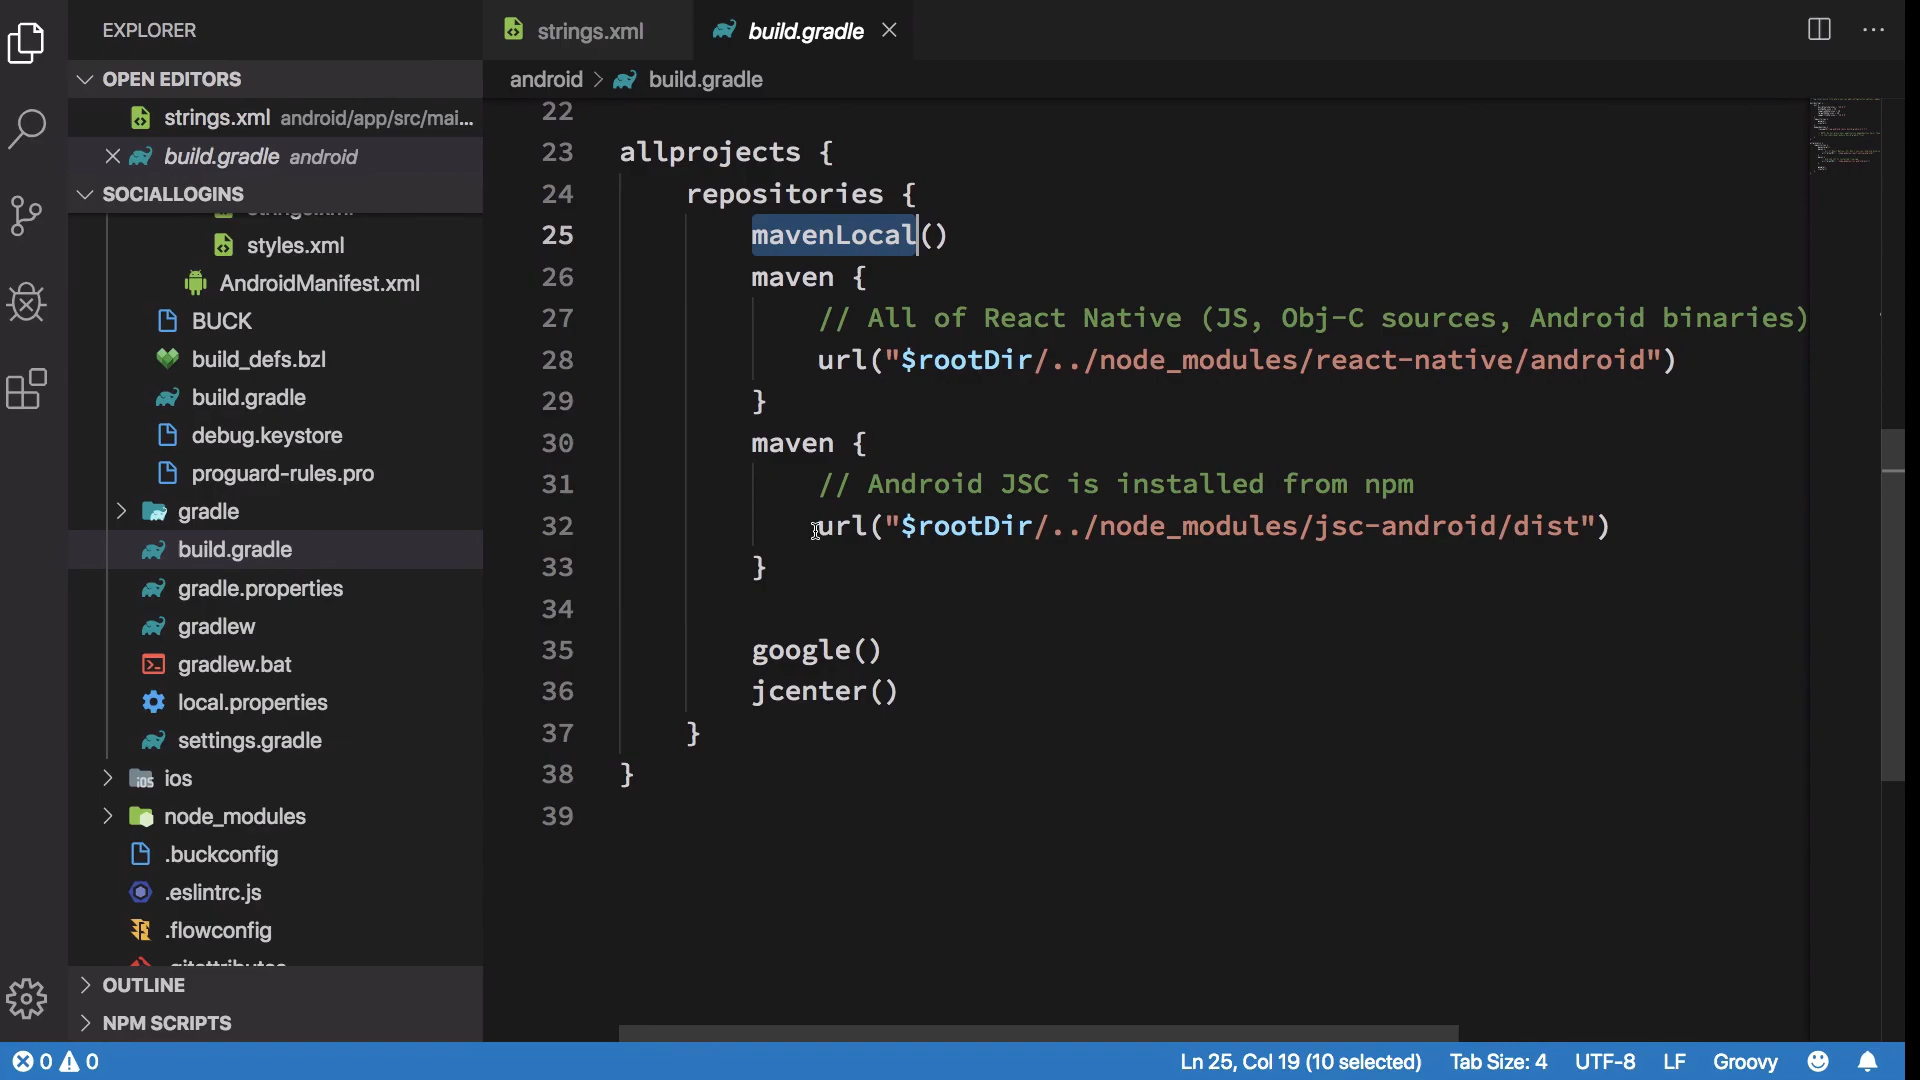 EXPLORER
OPEN EDITORS
strings.xml android/app/src/mai...
build.gradle android
SOCIALLOGINS
styles.xml
AndroidManifest.xml
BUCK
build_defs.bzl
build.gradle
debug.keystore
proguard-rules.pro
gradle
build.gradle
gradle.properties
gradlew
gradlew.bat
local.properties
settings.gradle
ios
node_modules
.buckconfig
.eslintrc.js
.flowconfig
OUTLINE
NPM SCRIPTS
strings.xml
build.gradle
android > build.gradle
22
23 allprojects {
24 repositories {
25 mavenLocal()
26 maven {
27 // All of React Native (JS, Obj-C sources, Android binaries)
28 url("$rootDir/../node_modules/react-native/android")
29 }
30 maven {
31 // Android JSC is installed from npm
32 url("$rootDir/../node_modules/jsc-android/dist")
33 }
34
35 google()
36 jcenter()
37 }
38 }
39
0 0
Ln 25, Col 19 (10 selected) Tab Size: 4 UTF-8 LF Groovy